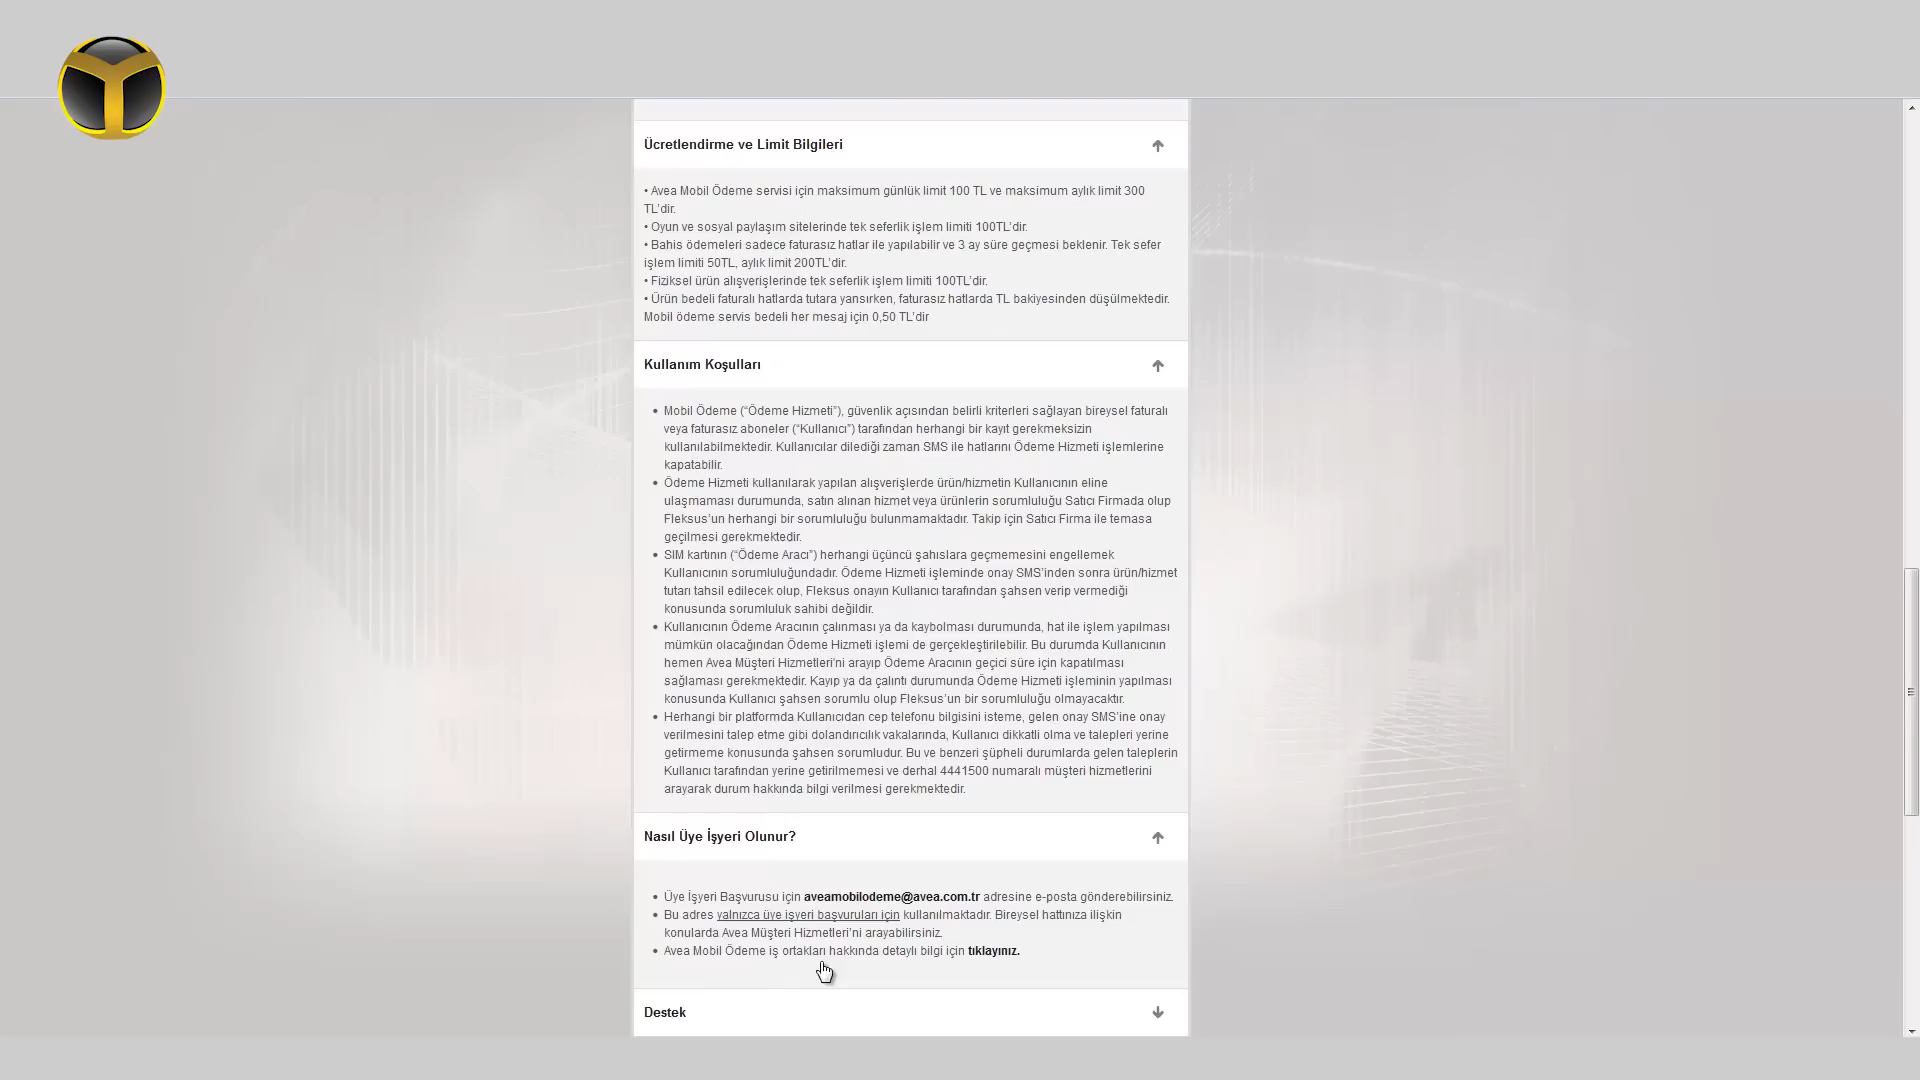 Ücretlendirme ve Limit Bilgileri
• Avea Mobil Ödeme servisi için maksimum günlük limit 100 TL ve maksimum aylık limit 300
TL’dir.
• Oyun ve sosyal paylaşım sitelerinde tek seferlik işlem limiti 100TL’dir.
• Bahis ödemeleri sadece faturasız hatlar ile yapılabilir ve 3 ay süre geçmesi beklenir. Tek sefer
işlem limiti 50TL, aylık limit 200TL’dir.
• Fiziksel ürün alışverişlerinde tek seferlik işlem limiti 100TL’dir.
• Ürün bedeli faturalı hatlarda tutara yansırken, faturasız hatlarda TL bakiyesinden düşülmektedir.
Mobil ödeme servis bedeli her mesaj için 0,50 TL’dir
Kullanım Koşulları
• Mobil Ödeme (“Ödeme Hizmeti”), güvenlik açısından belirli kriterleri sağlayan bireysel faturalı
veya faturasız aboneler (“Kullanıcı”) tarafından herhangi bir kayıt gerekmeksizin
kullanılabilmektedir. Kullanıcılar dilediği zaman SMS ile hatlarını Ödeme Hizmeti işlemlerine
kapatabilir.
• Ödeme Hizmeti kullanılarak yapılan alışverişlerde ürün/hizmetin Kullanıcının eline
ulaşmaması durumunda, satın alınan hizmet veya ürünlerin sorumluluğu Satıcı Firmada olup
Fleksus’un herhangi bir sorumluluğu bulunmamaktadır. Takip için Satıcı Firma ile temasa
geçilmesi gerekmektedir.
• SIM kartının (“Ödeme Aracı”) herhangi üçüncü şahıslara geçmemesini engellemek
Kullanıcının sorumluluğundadır. Ödeme Hizmeti işleminde onay SMS’inden sonra ürün/hizmet
tutarı tahsil edilecek olup, Fleksus onayın Kullanıcı tarafından şahsen verip vermediği
konusunda sorumluluk sahibi değildir.
• Kullanıcının Ödeme Aracının çalınması ya da kaybolması durumunda, hat ile işlem yapılması
mümkün olacağından Ödeme Hizmeti işlemi de gerçekleştirilebilir. Bu durumda Kullanıcının
hemen Avea Müşteri Hizmetleri'ni arayıp Ödeme Aracının geçici süre için kapatılması
sağlaması gerekmektedir. Kayıp ya da çalıntı durumunda Ödeme Hizmeti işleminin yapılması
konusunda Kullanıcı şahsen sorumlu olup Fleksus’un bir sorumluluğu olmayacaktır.
• Herhangi bir platformda Kullanıcıdan cep telefonu bilgisini isteme, gelen onay SMS’ine onay
verilmesini talep etme gibi dolandırıcılık vakalarında, Kullanıcı dikkatli olma ve talepleri yerine
getirmeme konusunda şahsen sorumludur. Bu ve benzeri şüpheli durumlarda gelen taleplerin
Kullanıcı tarafından yerine getirilmemesi ve derhal 4441500 numaralı müşteri hizmetlerini
arayarak durum hakkında bilgi verilmesi gerekmektedir.
Nasıl Üye İşyeri Olunur?
• Üye İşyeri Başvurusu için aveamobilodeme@avea.com.tr adresine e-posta gönderebilirsiniz.
• Bu adres yalnızca üye işyeri başvuruları için kullanılmaktadır. Bireysel hattınıza ilişkin
konularda Avea Müşteri Hizmetleri’ni arayabilirsiniz.
• Avea Mobil Ödeme iş ortakları hakkında detaylı bilgi için tıklayınız.
Destek